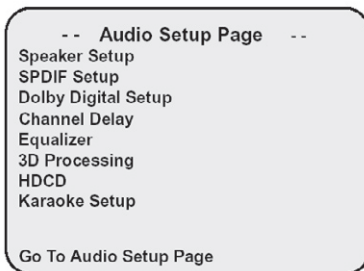 -- Audio Setup Page --
Speaker Setup
SPDIF Setup
Dolby Digital Setup
Channel Delay
Equalizer
3D Processing
HDCD
Karaoke Setup
Go To Audio Setup Page